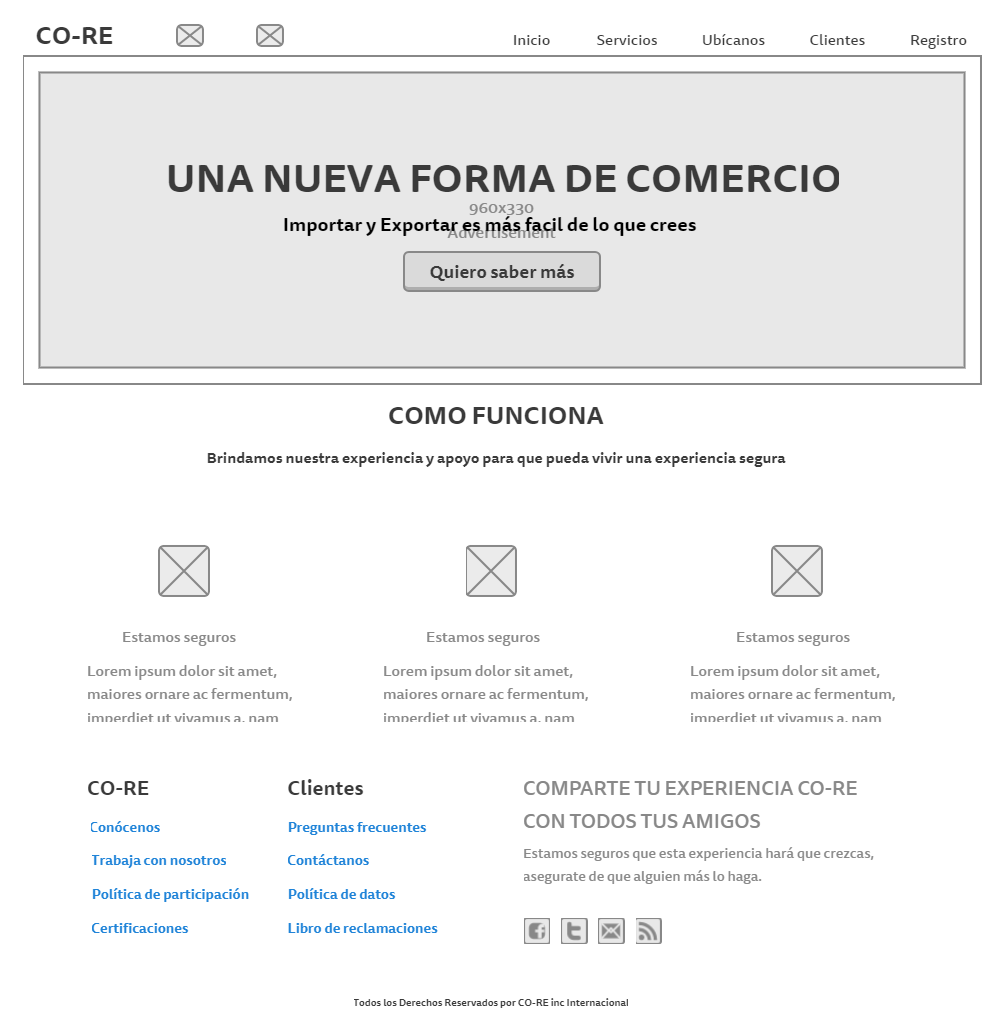 CO-RE
Inicio Servicios Ubícanos Clientes Registro
UNA NUEVA FORMA DE COMERCIO
960x330
Importar y Exportar es más facil de lo que crees
Advertisement
Quiero saber más
COMO FUNCIONA
Brindamos nuestra experiencia y apoyo para que pueda vivir una experiencia segura
Estamos seguros
Lorem ipsum dolor sit amet,
maiores ornare ac fermentum,
imperdiet ut vivamus a, nam
Estamos seguros
Lorem ipsum dolor sit amet,
maiores ornare ac fermentum,
imperdiet ut vivamus a, nam
Estamos seguros
Lorem ipsum dolor sit amet,
maiores ornare ac fermentum,
imperdiet ut vivamus a, nam
CO-RE
Conócenos
Trabaja con nosotros
Política de participación
Certificaciones
Clientes
Preguntas frecuentes
Contáctanos
Política de datos
Libro de reclamaciones
COMPARTE TU EXPERIENCIA CO-RE
CON TODOS TUS AMIGOS
Estamos seguros que esta experiencia hará que crezcas,
asegurate de que alguien más lo haga.
Todos los Derechos Reservados por CO-RE inc Internacional